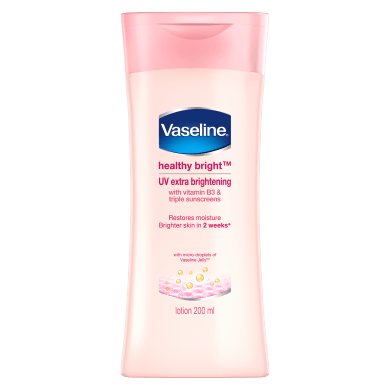 Vaseline®
healthy bright™
UV extra brightening
with vitamin B3 &
triple sunscreens
Restores moisture
Brighter skin in 2 weeks*
with micro-droplets of
Vaseline Jelly™
lotion 200 ml